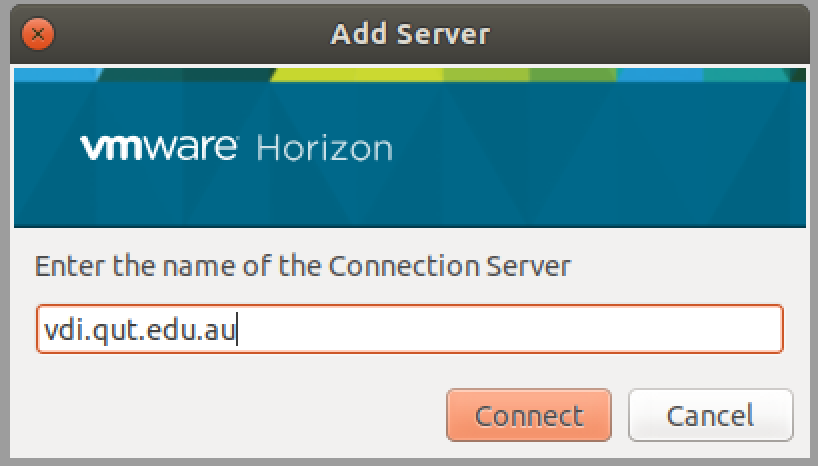 Add Server
vmware Horizon
Enter the name of the Connection Server
vdi.qut.edu.au
Connect Cancel